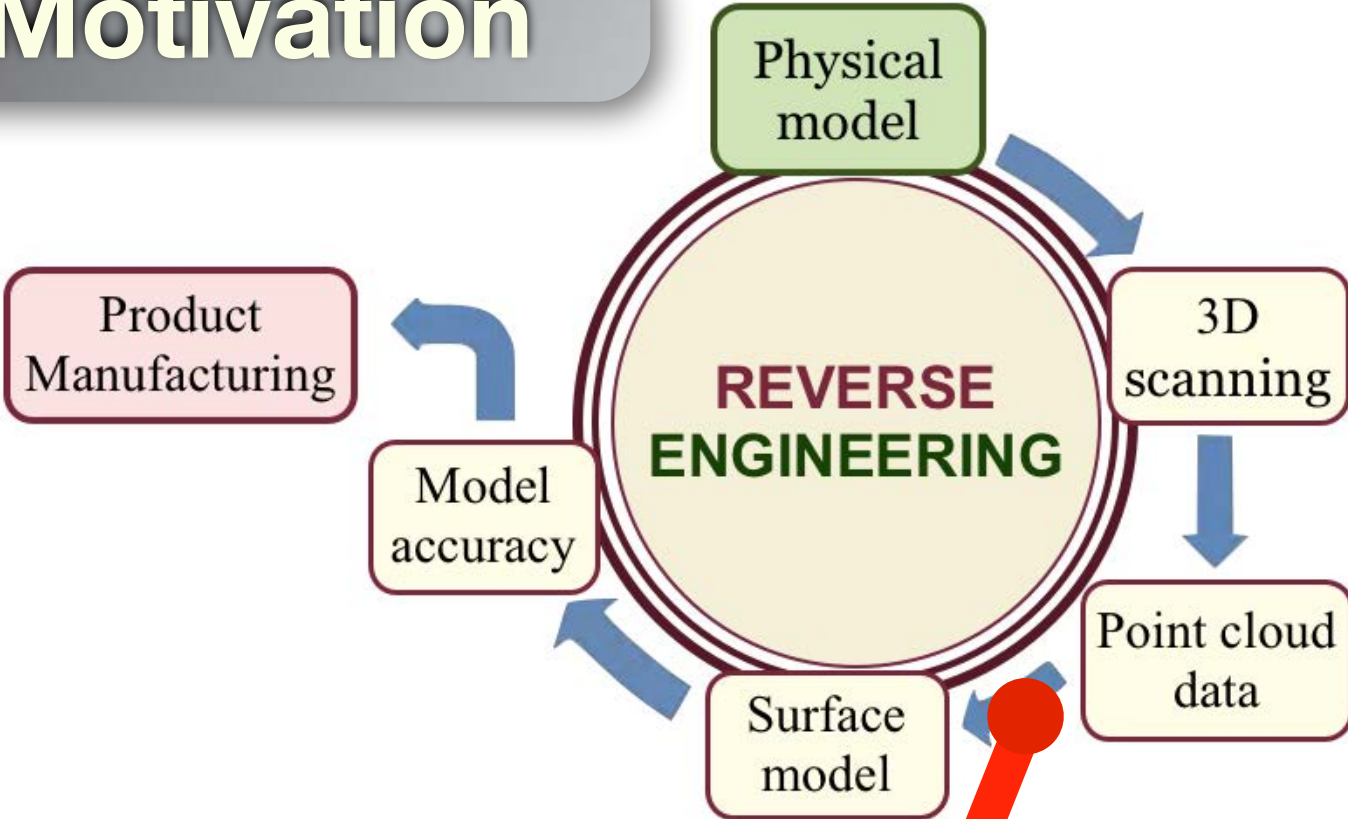 Motivation
Physical
model
3D
scanning
Product
Manufacturing
REVERSE
ENGINEERING
Model
accuracy
Point cloud
data
Surface
model